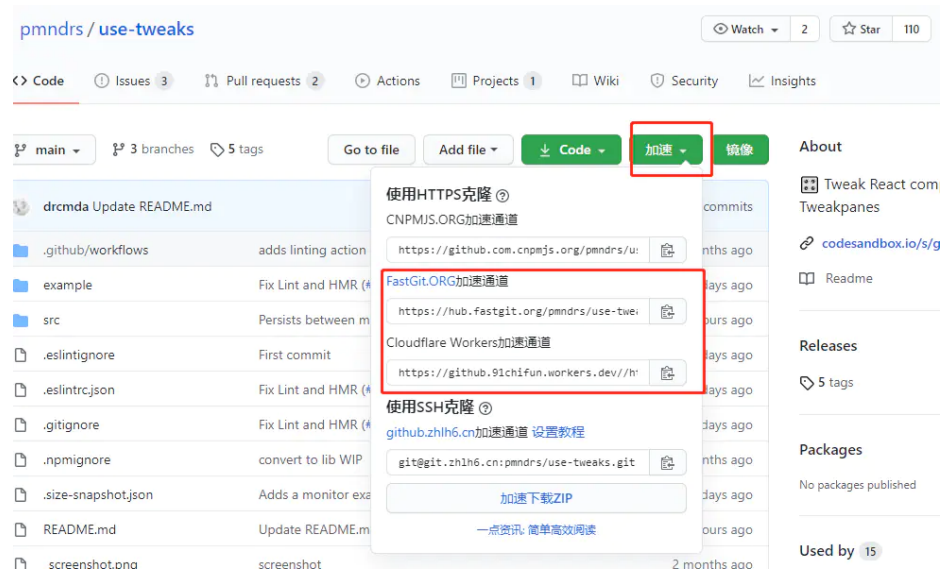 pmndrs / use-tweaks
Watch 2 Star 110
Code Issues 3 Pull requests 2 Actions Projects 1 Wiki Security Insights
main 3 branches 5 tags Go to file Add file Code 加速 镜像
About
Tweak React com
Tweakpanes
codesandbox.io/s/g
Readme
Releases
5 tags
Packages
No packages published
Used by 15
drcmda Update README.md
commits
.github/workflows adds linting action
nths ago
example Fix Lint and HMR (#
days ago
src Persists between m
ours ago
.eslintignore First commit
days ago
.eslintrc.json Fix Lint and HMR (#
days ago
.gitignore Fix Lint and HMR (#
days ago
.npmignore convert to lib WIP
nths ago
.size-snapshot.json Adds a monitor exa
days ago
README.md Update README.m
ours ago
screenshot.png screenshot
2 months ago
使用HTTPS克隆
CNPMJS.ORG加速通道
https://github.com.cnpmjs.org/pmndrs/u
FastGit.ORG加速通道
https://hub.fastgit.org/pmndrs/use-twea
Cloudflare Workers加速通道
https://github.91chifun.workers.dev//h
使用SSH克隆
github.zhlh6.cn加速通道 设置教程
git@git.zhlh6.cn:pmndrs/use-tweaks.git
加速下载ZIP
一点资讯: 简单高效阅读